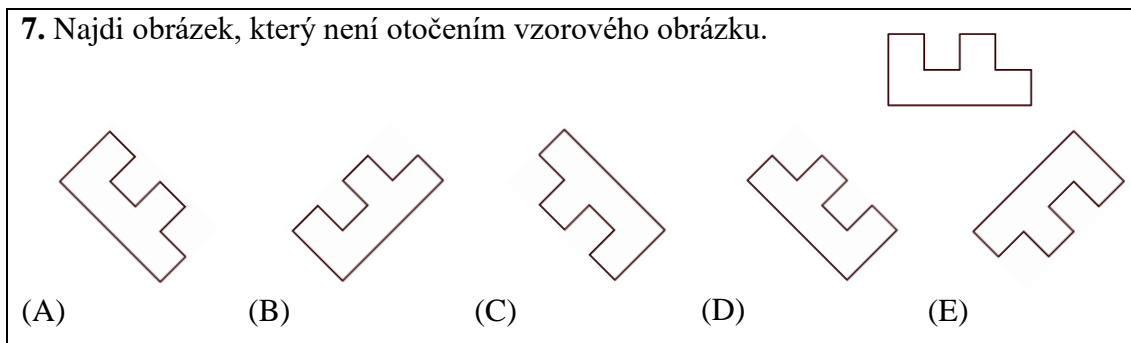 7. Najdi obrázek, který není otočením vzorového obrázku.
(A) (B) (C) (D) (E)